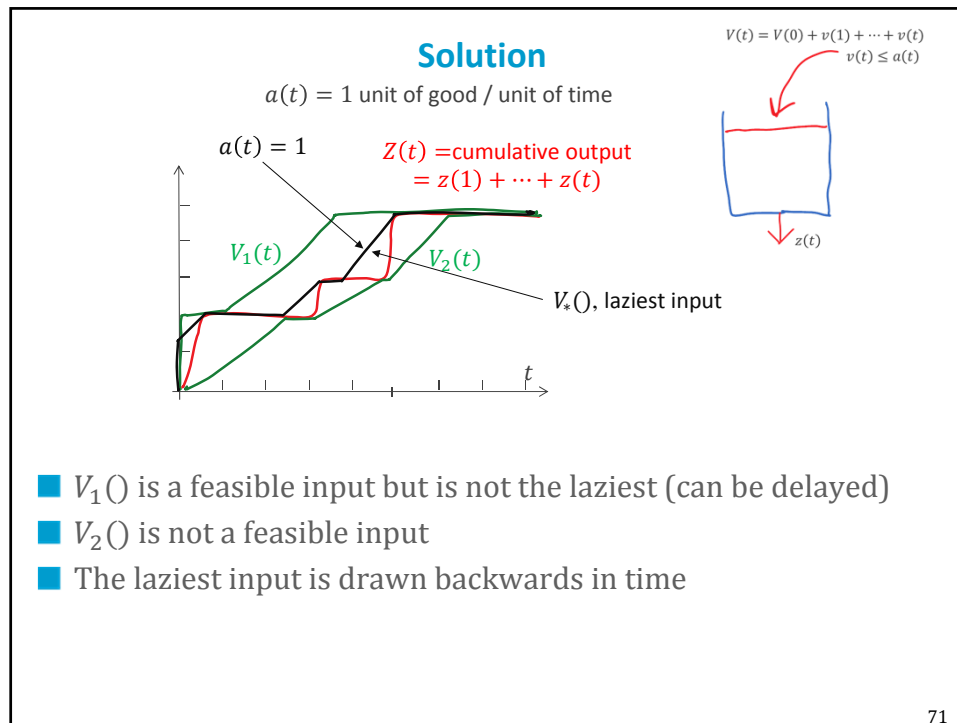 Solution
a(t) = 1 unit of good / unit of time
V(t) = V(0) + v(1) + ⋯ + v(t)
v(t) ≤ a(t)
a(t) = 1
Z(t) =cumulative output
= z(1) + ⋯ + z(t)
V₁(t)
V₂(t)
z(t)
V∗(), laziest input
t
V₁() is a feasible input but is not the laziest (can be delayed)
V₂() is not a feasible input
The laziest input is drawn backwards in time
71